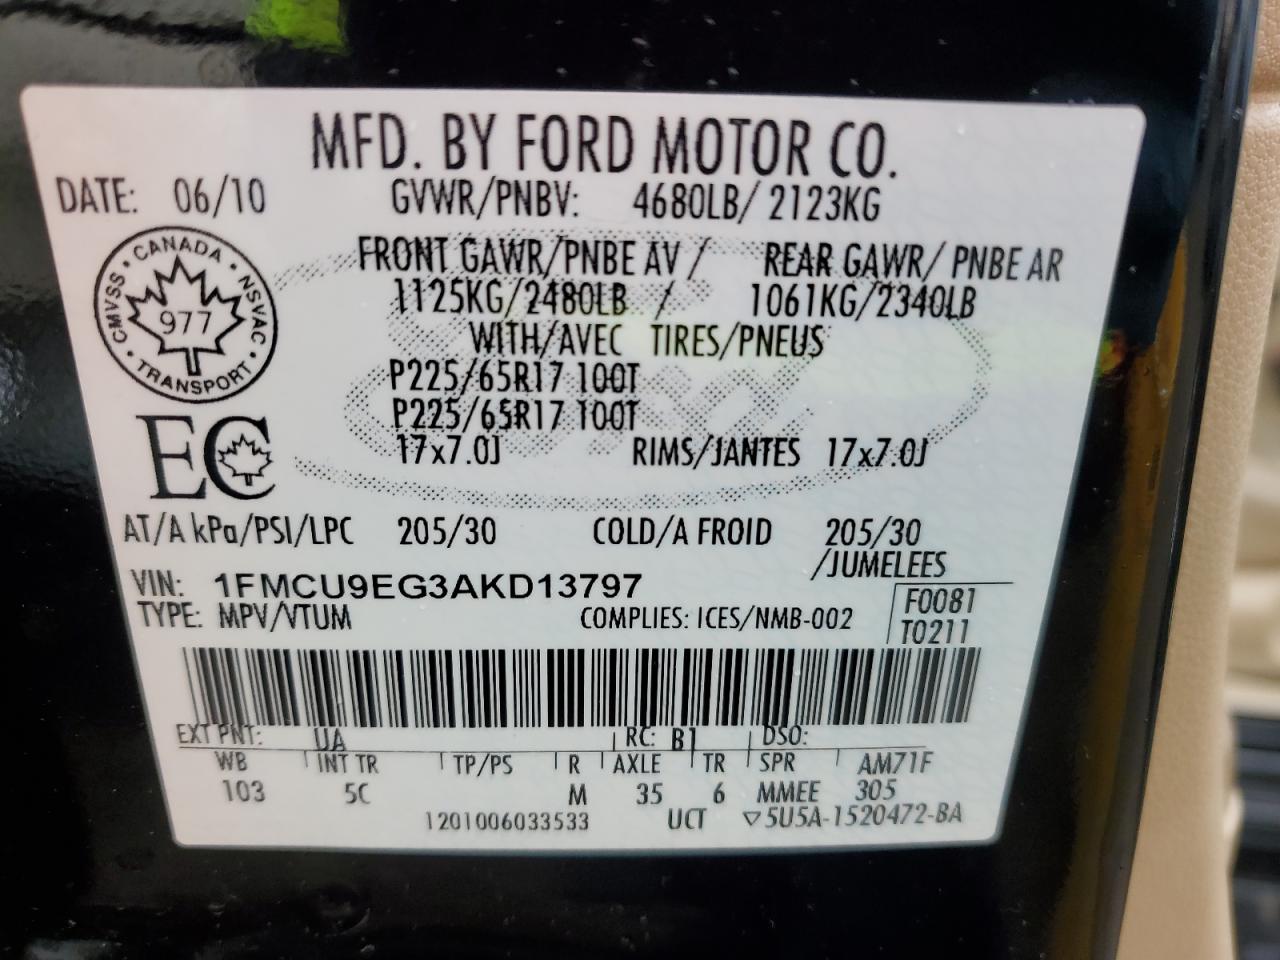 MFD. BY FORD MOTOR CO.
DATE: 06/10 GVWR/PNBV: 4680LB/ 2123KG
FRONT GAWR/PNBE AV / REAR GAWR/ PNBE AR
1125KG/2480LB / 1061KG/2340LB
WITH/AVEC TIRES/PNEUS
P225/65R17 100T
P225/65R17 100T
17x7.0J RIMS/JANTES 17x7.0J
CANADA · NSVAC · TRANSPORT · CMVSS ·
977
EC
AT/A kPa/PSI/LPC 205/30 COLD/A FROID 205/30
/JUMELEES
VIN: 1FMCU9EG3AKD13797
TYPE: MPV/VTUM COMPLIES: ICES/NMB-002
F0081
T0211
EXT PNT: UA RC: B1 DSO:
WB INT TR TP/PS R AXLE TR SPR AM71F
103 5C M 35 6 MMEE 305
1201006033533 UCT ▽5U5A-1520472-BA